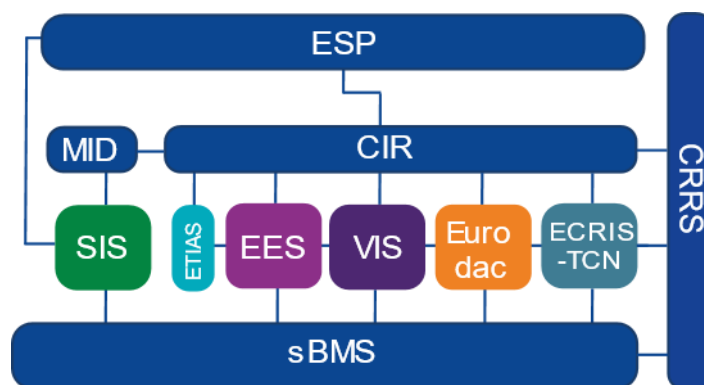 ESP
MID
CIR
CRRS
SIS
ETIAS
EES
VIS
Euro
dac
ECRIS
-TCN
sBMS